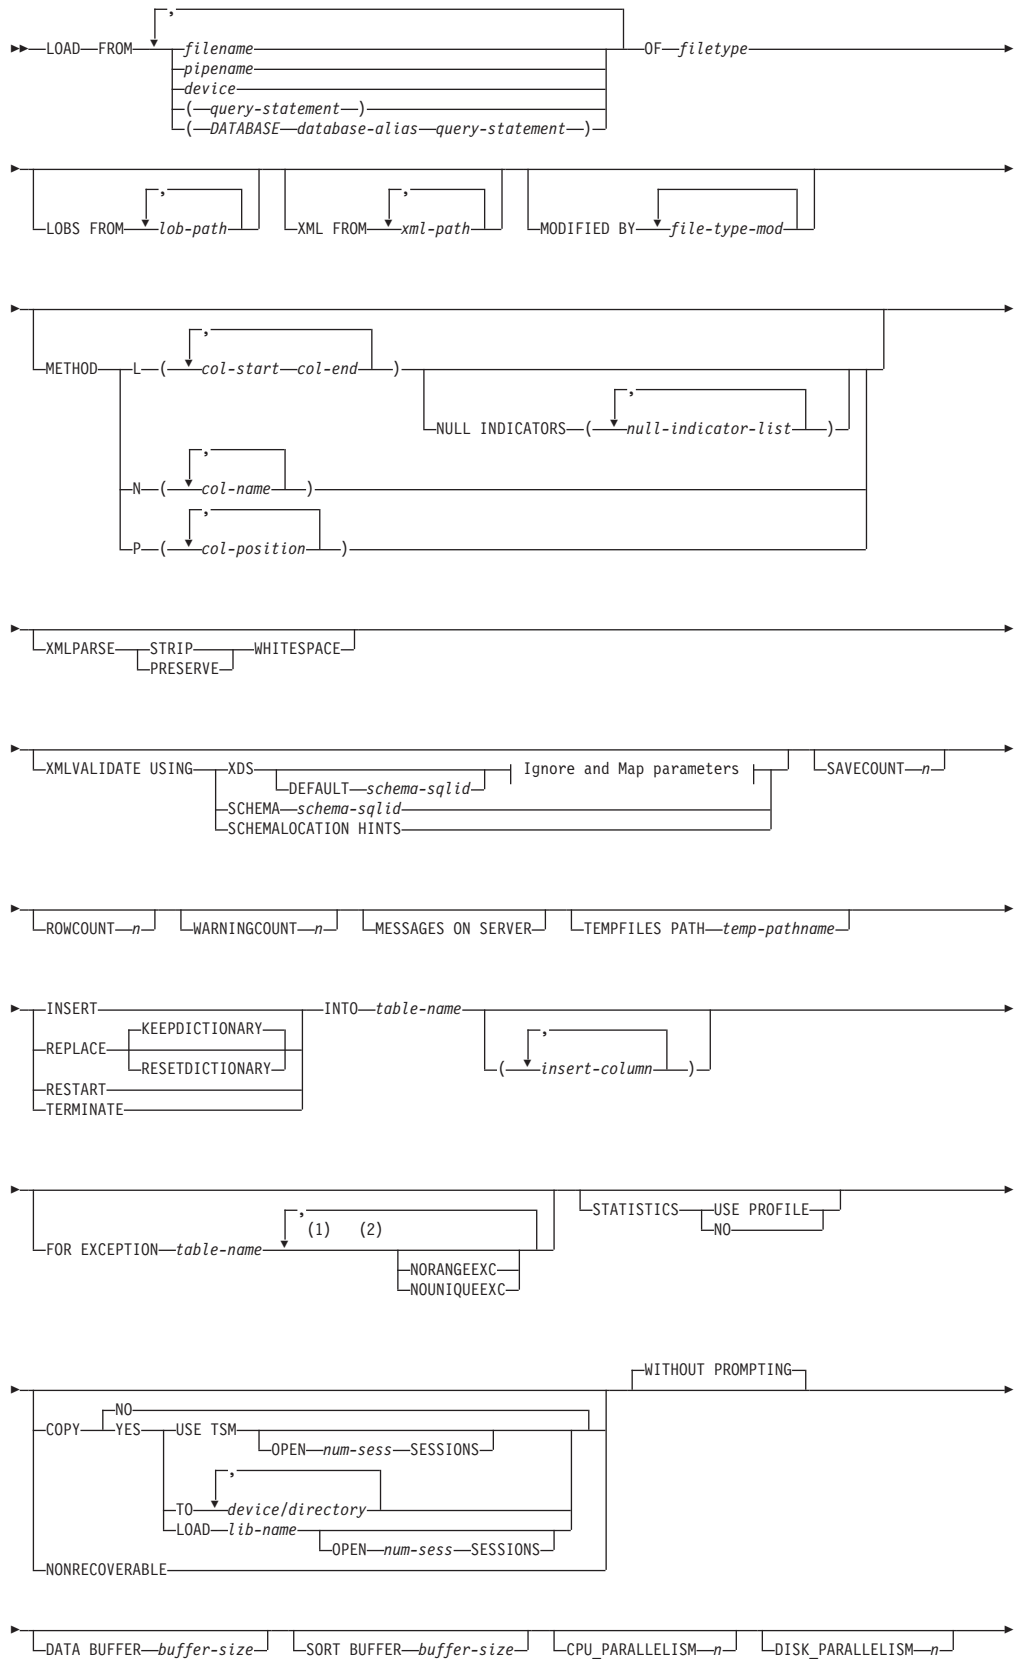 ,
LOAD FROM filename OF filetype
pipename
device
( query-statement )
( DATABASE database-alias query-statement )
, ,
LOBS FROM lob-path XML FROM xml-path MODIFIED BY file-type-mod
,
METHOD L ( col-start col-end )
,
NULL INDICATORS ( null-indicator-list )
,
N ( col-name )
,
P ( col-position )
XMLPARSE STRIP WHITESPACE
PRESERVE
XMLVALIDATE USING XDS Ignore and Map parameters SAVECOUNT n
DEFAULT schema-sqlid
SCHEMA schema-sqlid
SCHEMALOCATION HINTS
ROWCOUNT n WARNINGCOUNT n MESSAGES ON SERVER TEMPFILES PATH temp-pathname
INSERT INTO table-name
KEEPDICTIONARY ,
REPLACE
RESETDICTIONARY ( insert-column )
RESTART
TERMINATE
, STATISTICS USE PROFILE
(1) (2) NO
FOR EXCEPTION table-name
NORANGEEXC
NOUNIQUEEXC
WITHOUT PROMPTING
NO
COPY YES USE TSM
OPEN num-sess SESSIONS
,
TO device/directory
LOAD lib-name
OPEN num-sess SESSIONS
NONRECOVERABLE
DATA BUFFER buffer-size SORT BUFFER buffer-size CPU_PARALLELISM n DISK_PARALLELISM n